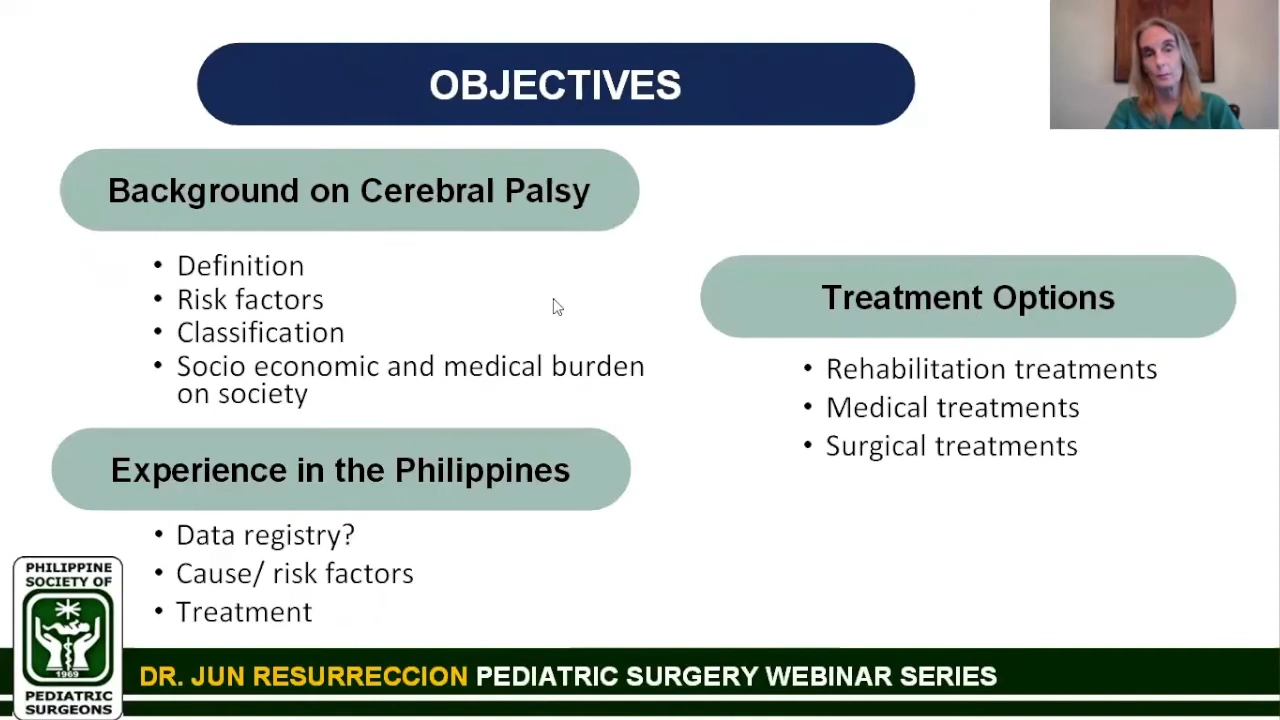 OBJECTIVES
Background on Cerebral Palsy
• Definition
• Risk factors
• Classification
• Socio economic and medical burden
on society
Experience in the Philippines
• Data registry?
• Cause/ risk factors
• Treatment
Treatment Options
• Rehabilitation treatments
• Medical treatments
• Surgical treatments
PHILIPPINE
SOCIETY OF
1969
PEDIATRIC
SURGEONS
DR. JUN RESURRECCION PEDIATRIC SURGERY WEBINAR SERIES